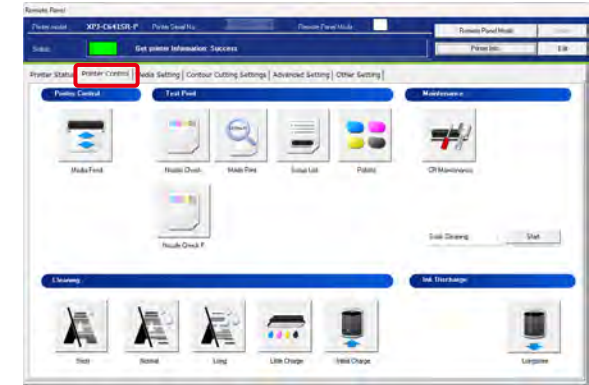 Remote Panel
Printer model XPJ-C641SR-P Printer Serial No. Remote Panel Mode Remote Panel Mode
Status Get printer Information: Success Printer Info. Exit
Printer Status Printer Control Media Setting Contour Cutting Settings Advanced Setting Other Setting
Printer Control Test Print Maintenance
Media Feed Nozzle Check Mode Print Setup List Palette CR Maintenance
Nozzle Check F Start
Cleaning Ink Discharge
Normal Long Little Charge Initial Charge